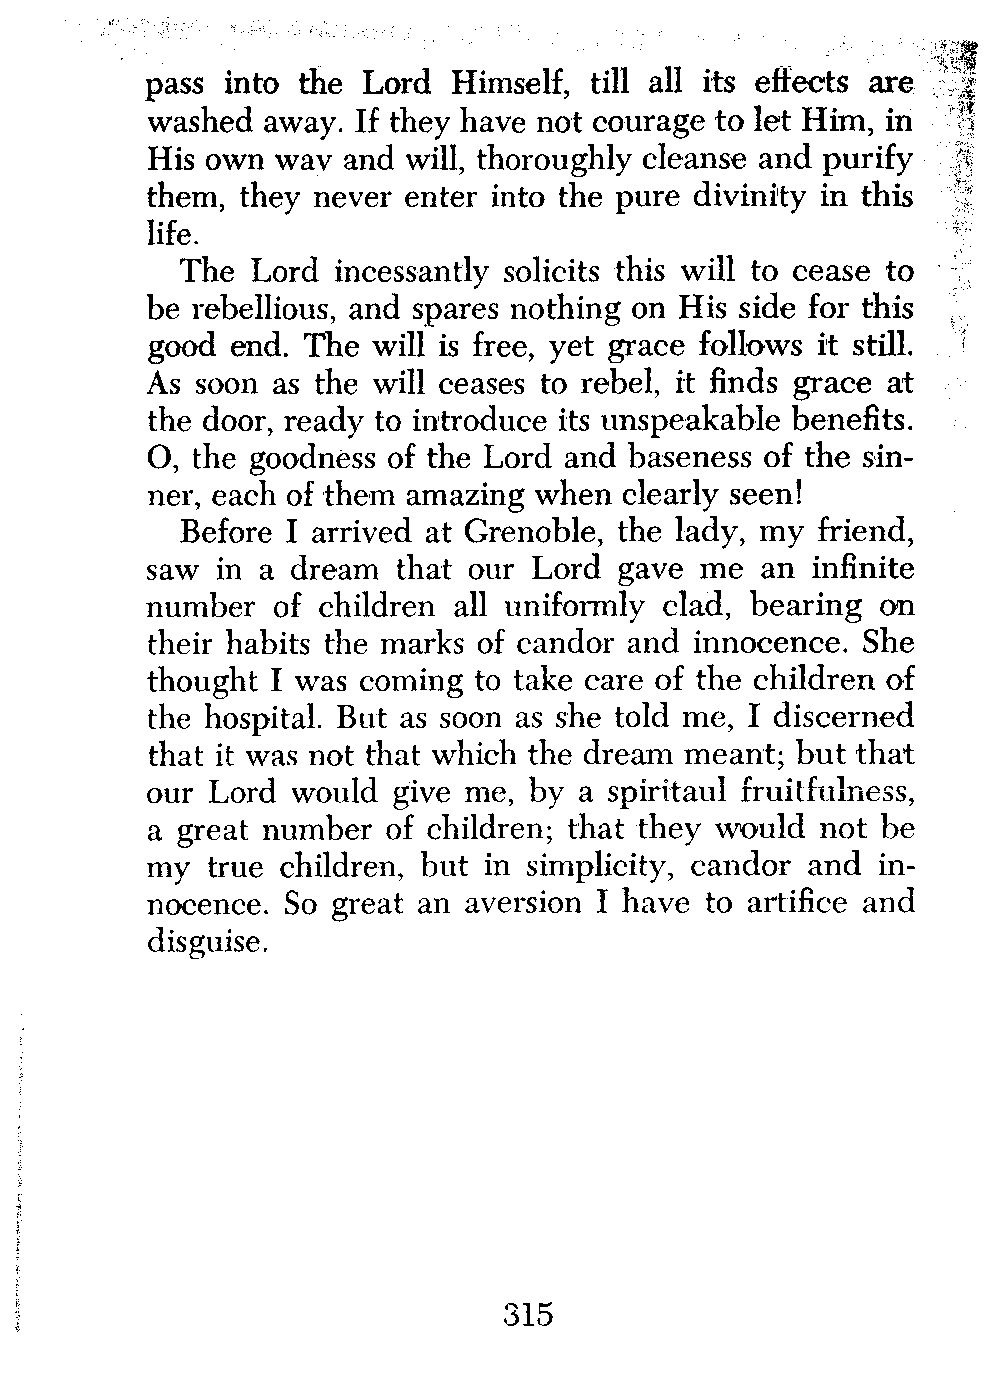 pass into the Lord Himself, till all its effects are
washed away. If they have not courage to let Him, in
His own way and will, thoroughly cleanse and purify
them, they never enter into the pure divinity in this
life.
The Lord incessantly solicits this will to cease to
be rebellious, and spares nothing on His side for this
good end. The will is free, yet grace follows it still.
As soon as the will ceases to rebel, it finds grace at
the door, ready to introduce its unspeakable benefits.
O, the goodness of the Lord and baseness of the sin-
ner, each of them amazing when clearly seen!
Before I arrived at Grenoble, the lady, my friend,
saw in a dream that our Lord gave me an infinite
number of children all uniformly clad, bearing on
their habits the marks of candor and innocence. She
thought I was coming to take care of the children of
the hospital. But as soon as she told me, I discerned
that it was not that which the dream meant; but that
our Lord would give me, by a spiritaul fruitfulness,
a great number of children; that they would not be
my true children, but in simplicity, candor and in-
nocence. So great an aversion I have to artifice and
disguise.
315